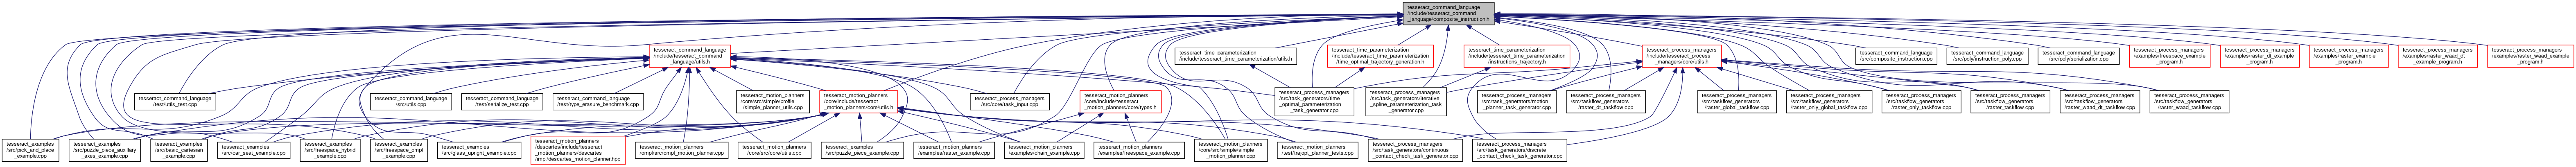 tesseract_command_language
/include/tesseract_command
_language/composite_instruction.h
tesseract_command_language
/include/tesseract_command
_language/utils.h
tesseract_time_parameterization
/include/tesseract_time_parameterization/utils.h
tesseract_time_parameterization
/include/tesseract_time_parameterization
/time_optimal_trajectory_generation.h
tesseract_time_parameterization
/include/tesseract_time_parameterization
/instructions_trajectory.h
tesseract_process_managers
/include/tesseract_process
_managers/core/utils.h
tesseract_command_language
/src/composite_instruction.cpp
tesseract_command_language
/src/poly/instruction_poly.cpp
tesseract_command_language
/src/poly/serialization.cpp
tesseract_process_managers
/examples/freespace_example
_program.h
tesseract_process_managers
/examples/raster_dt_example
_program.h
tesseract_process_managers
/examples/raster_example
_program.h
tesseract_process_managers
/examples/raster_waad_dt
_example_program.h
tesseract_process_managers
/examples/raster_waad_example
_program.h
tesseract_command_language
/test/utils_test.cpp
tesseract_command_language
/src/utils.cpp
tesseract_command_language
/test/serialize_test.cpp
tesseract_command_language
/test/type_erasure_benchmark.cpp
tesseract_motion_planners
/core/src/simple/profile
/simple_planner_utils.cpp
tesseract_motion_planners
/core/include/tesseract
_motion_planners/core/utils.h
tesseract_process_managers
/src/core/task_input.cpp
tesseract_motion_planners
/core/include/tesseract
_motion_planners/core/types.h
tesseract_process_managers
/src/task_generators/time
_optimal_parameterization
_task_generator.cpp
tesseract_process_managers
/src/task_generators/iterative
_spline_parameterization_task
_generator.cpp
tesseract_process_managers
/src/task_generators/motion
_planner_task_generator.cpp
tesseract_process_managers
/src/taskflow_generators
/raster_dt_taskflow.cpp
tesseract_process_managers
/src/taskflow_generators
/raster_global_taskflow.cpp
tesseract_process_managers
/src/taskflow_generators
/raster_only_global_taskflow.cpp
tesseract_process_managers
/src/taskflow_generators
/raster_only_taskflow.cpp
tesseract_process_managers
/src/taskflow_generators
/raster_taskflow.cpp
tesseract_process_managers
/src/taskflow_generators
/raster_waad_dt_taskflow.cpp
tesseract_process_managers
/src/taskflow_generators
/raster_waad_taskflow.cpp
tesseract_examples
/src/pick_and_place
_example.cpp
tesseract_examples
/src/puzzle_piece_auxillary
_axes_example.cpp
tesseract_examples
/src/basic_cartesian
_example.cpp
tesseract_examples
/src/car_seat_example.cpp
tesseract_examples
/src/freespace_hybrid
_example.cpp
tesseract_examples
/src/freespace_ompl
_example.cpp
tesseract_examples
/src/glass_upright_example.cpp
tesseract_motion_planners
/descartes/include/tesseract
_motion_planners/descartes
/impl/descartes_motion_planner.hpp
tesseract_motion_planners
/ompl/src/ompl_motion_planner.cpp
tesseract_motion_planners
/core/src/core/utils.cpp
tesseract_examples
/src/puzzle_piece_example.cpp
tesseract_motion_planners
/examples/raster_example.cpp
tesseract_motion_planners
/examples/chain_example.cpp
tesseract_motion_planners
/examples/freespace_example.cpp
tesseract_motion_planners
/core/src/simple/simple
_motion_planner.cpp
tesseract_motion_planners
/test/trajopt_planner_tests.cpp
tesseract_process_managers
/src/task_generators/continuous
_contact_check_task_generator.cpp
tesseract_process_managers
/src/task_generators/discrete
_contact_check_task_generator.cpp